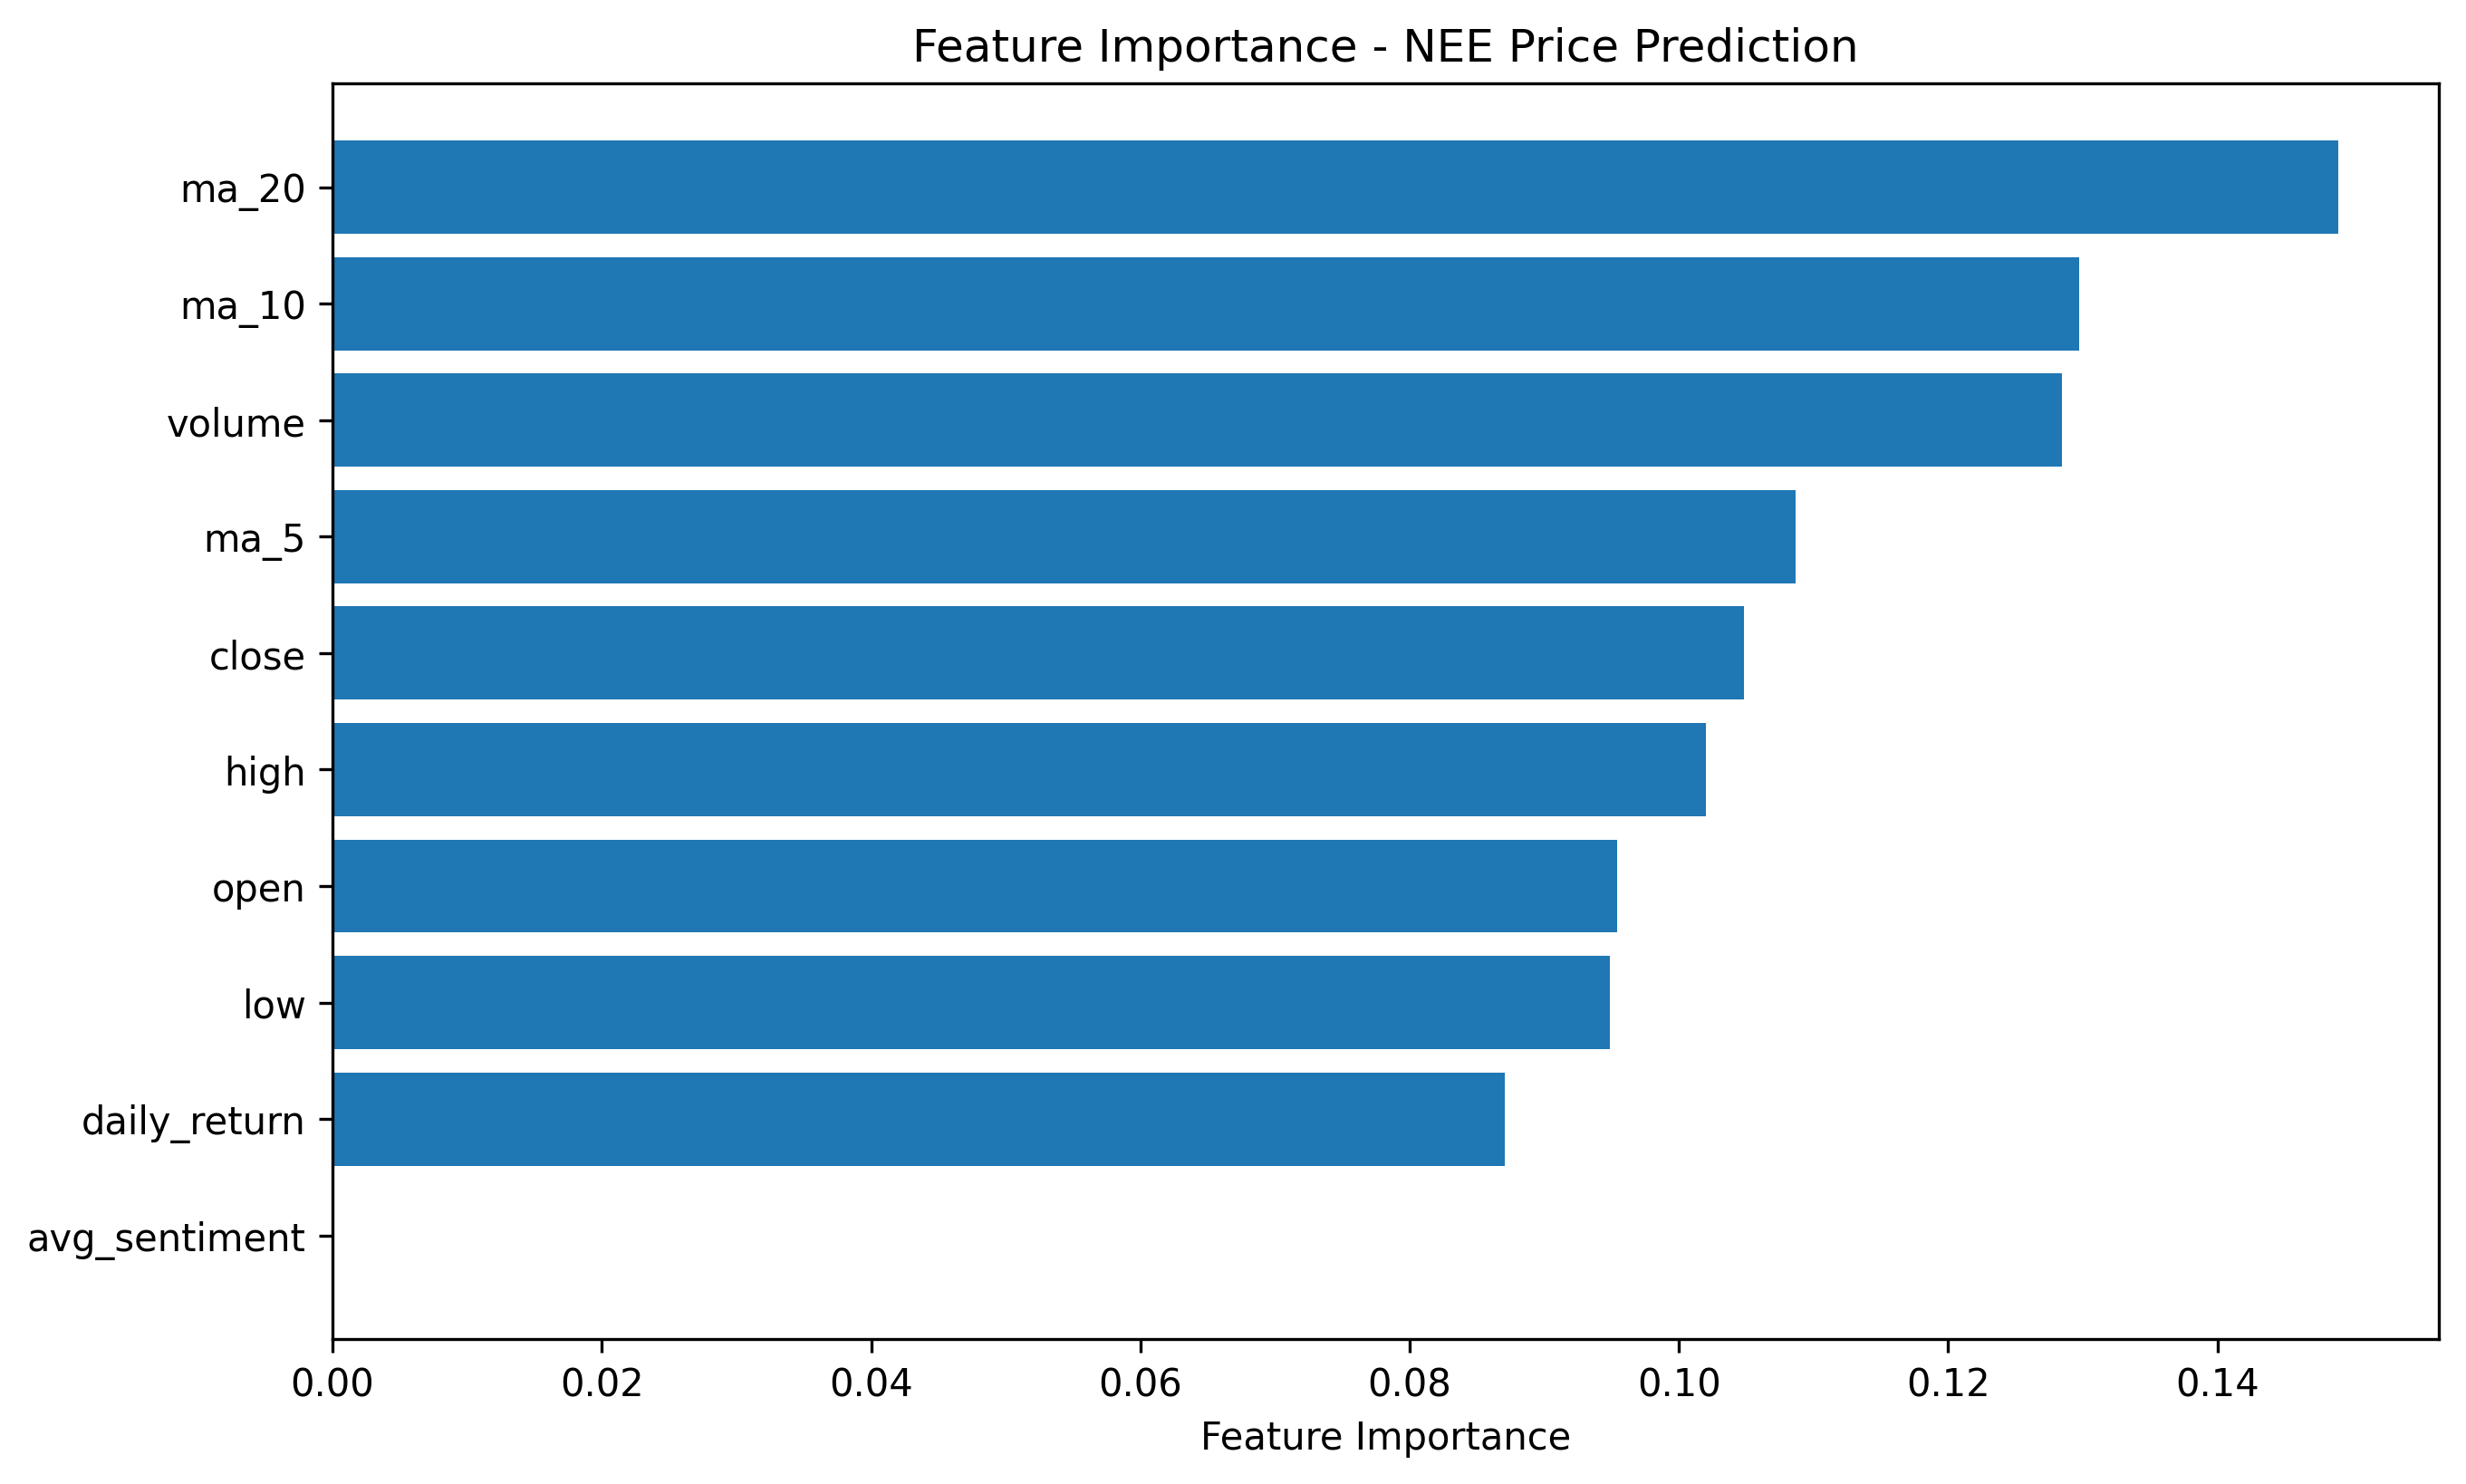 Feature Importance - NEE Price Prediction
ma_20
ma_10
volume
ma_5
close
high
open
low
daily_return
avg_sentiment
0.00 0.02 0.04 0.06 0.08 0.10 0.12 0.14
Feature Importance